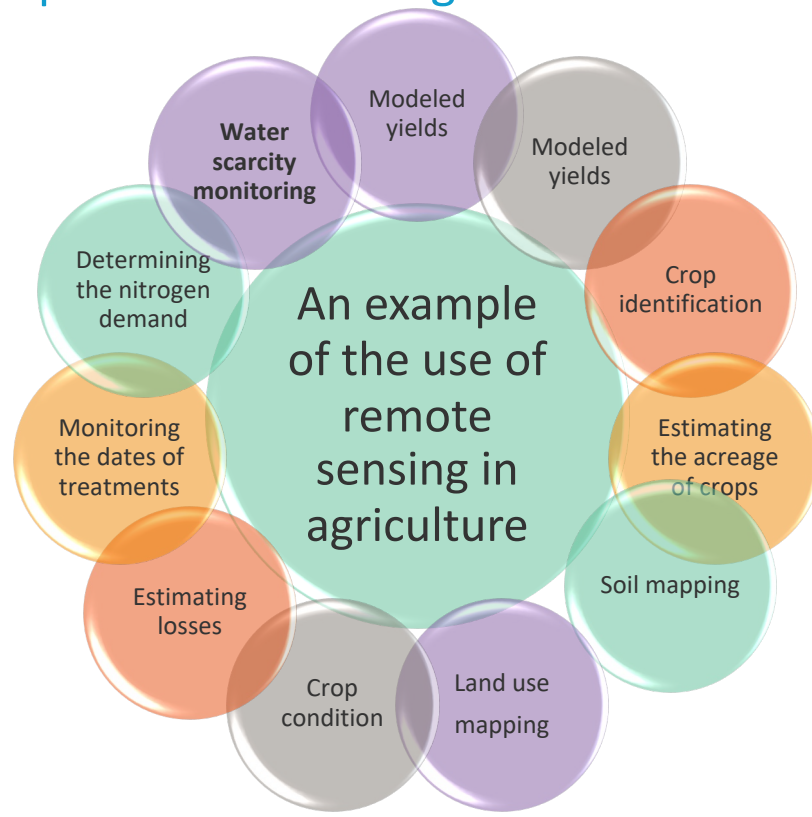 An example
of the use of
remote
sensing in
agriculture
Modeled
yields
Modeled
yields
Crop
identification
Estimating
the acreage
of crops
Soil mapping
Land use
mapping
Crop
condition
Estimating
losses
Monitoring
the dates of
treatments
Determining
the nitrogen
demand
Water
scarcity
monitoring